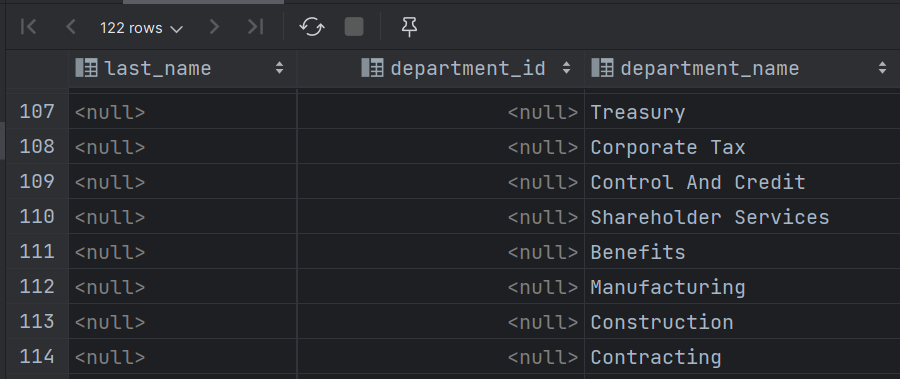 122 rows
last_name department_id department_name
107 <null> <null> Treasury
108 <null> <null> Corporate Tax
109 <null> <null> Control And Credit
110 <null> <null> Shareholder Services
111 <null> <null> Benefits
112 <null> <null> Manufacturing
113 <null> <null> Construction
114 <null> <null> Contracting